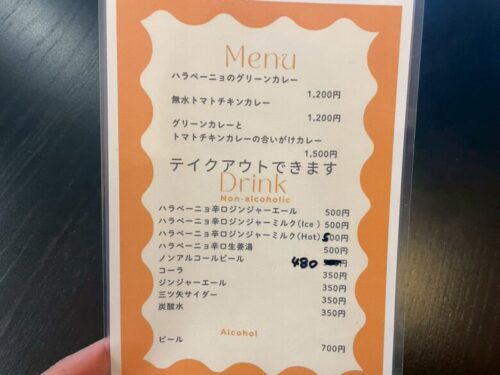 Menu
ハラペーニョのグリーンカレー
1,200円
無水トマトチキンカレー
1,200円
グリーンカレーと
トマトチキンカレーの合いがけカレー
1,500円
テイクアウトできます
Drink
Non-alcoholic
ハラペーニョ辛口ジンジャーエール 500円
ハラペーニョ辛口ジンジャーミルク(Ice) 500円
ハラペーニョ辛口ジンジャーミルク(Hot) 500円
ハラペーニョ辛口生姜湯 500円
ノンアルコールビール 480 円
コーラ 350円
ジンジャーエール 350円
三ツ矢サイダー 350円
炭酸水 350円
Alcohol
ビール 700円